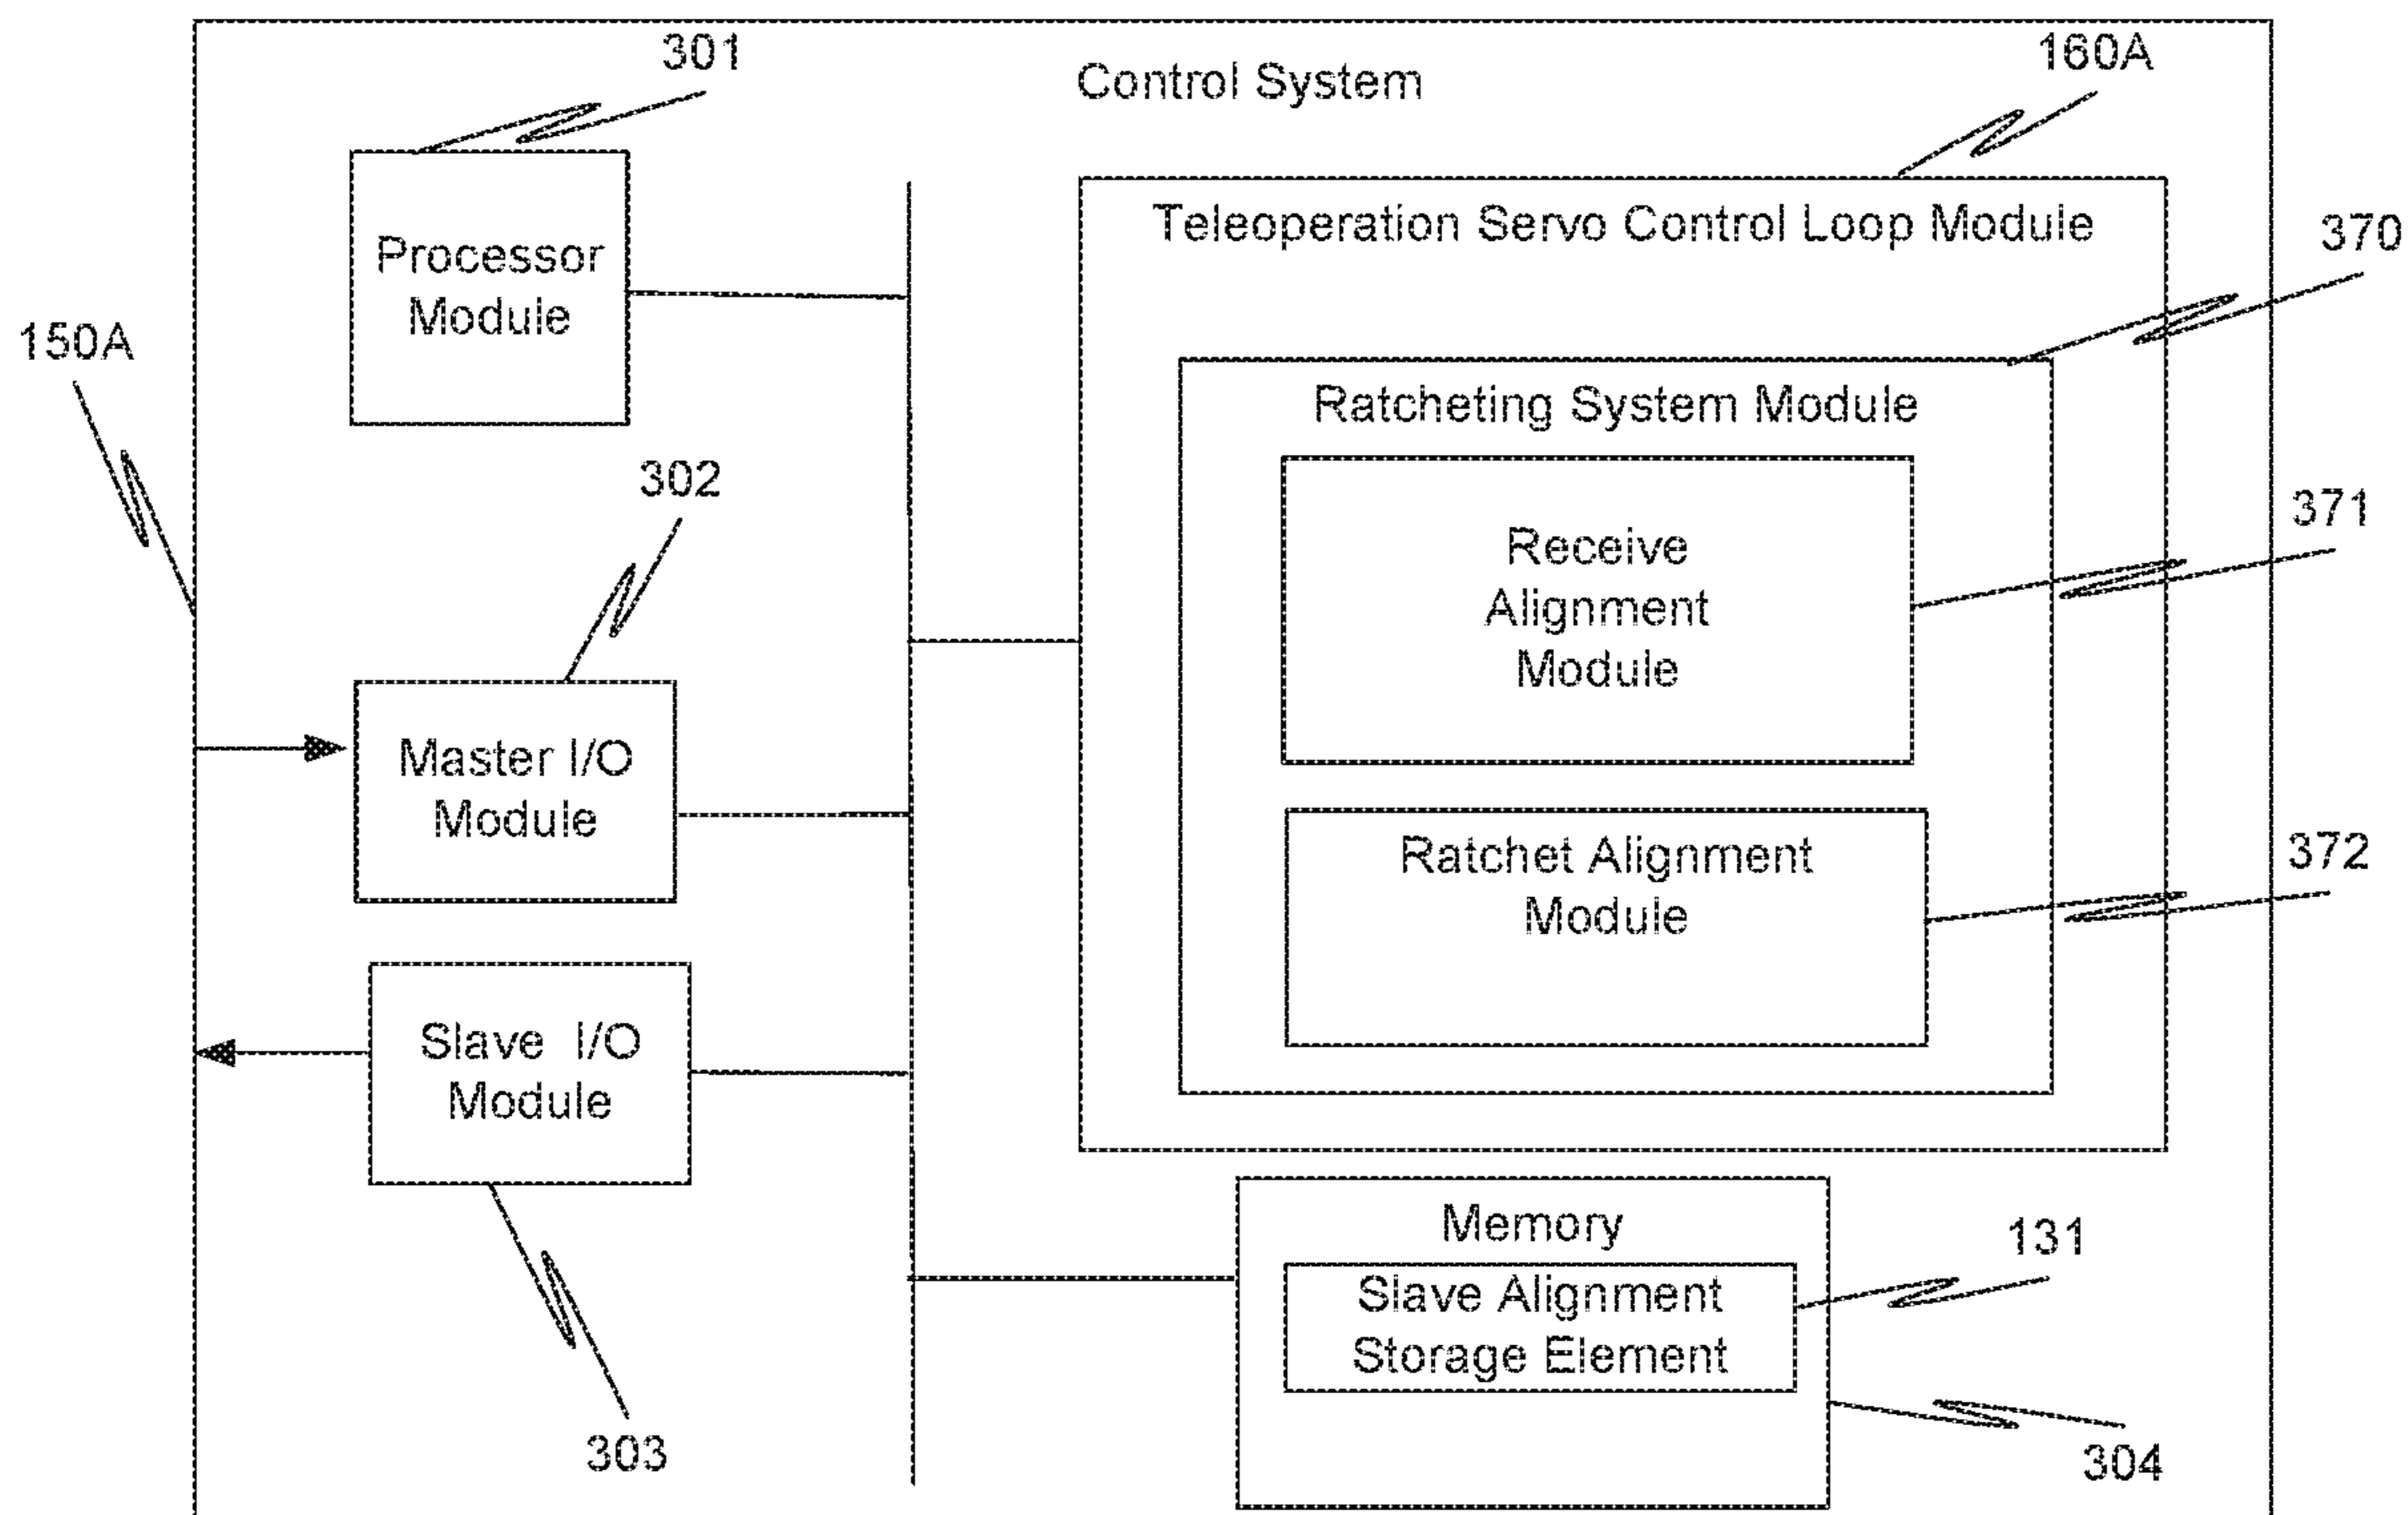 301
Control System
160A
Processor
Module
Teleoperation Servo Control Loop Module
370
150A
Ratcheting System Module
302
Receive
Alignment
Module
371
Master I/O
Module
Ratchet Alignment
Module
372
Slave I/O
Module
Memory
131
Slave Alignment
Storage Element
303
304